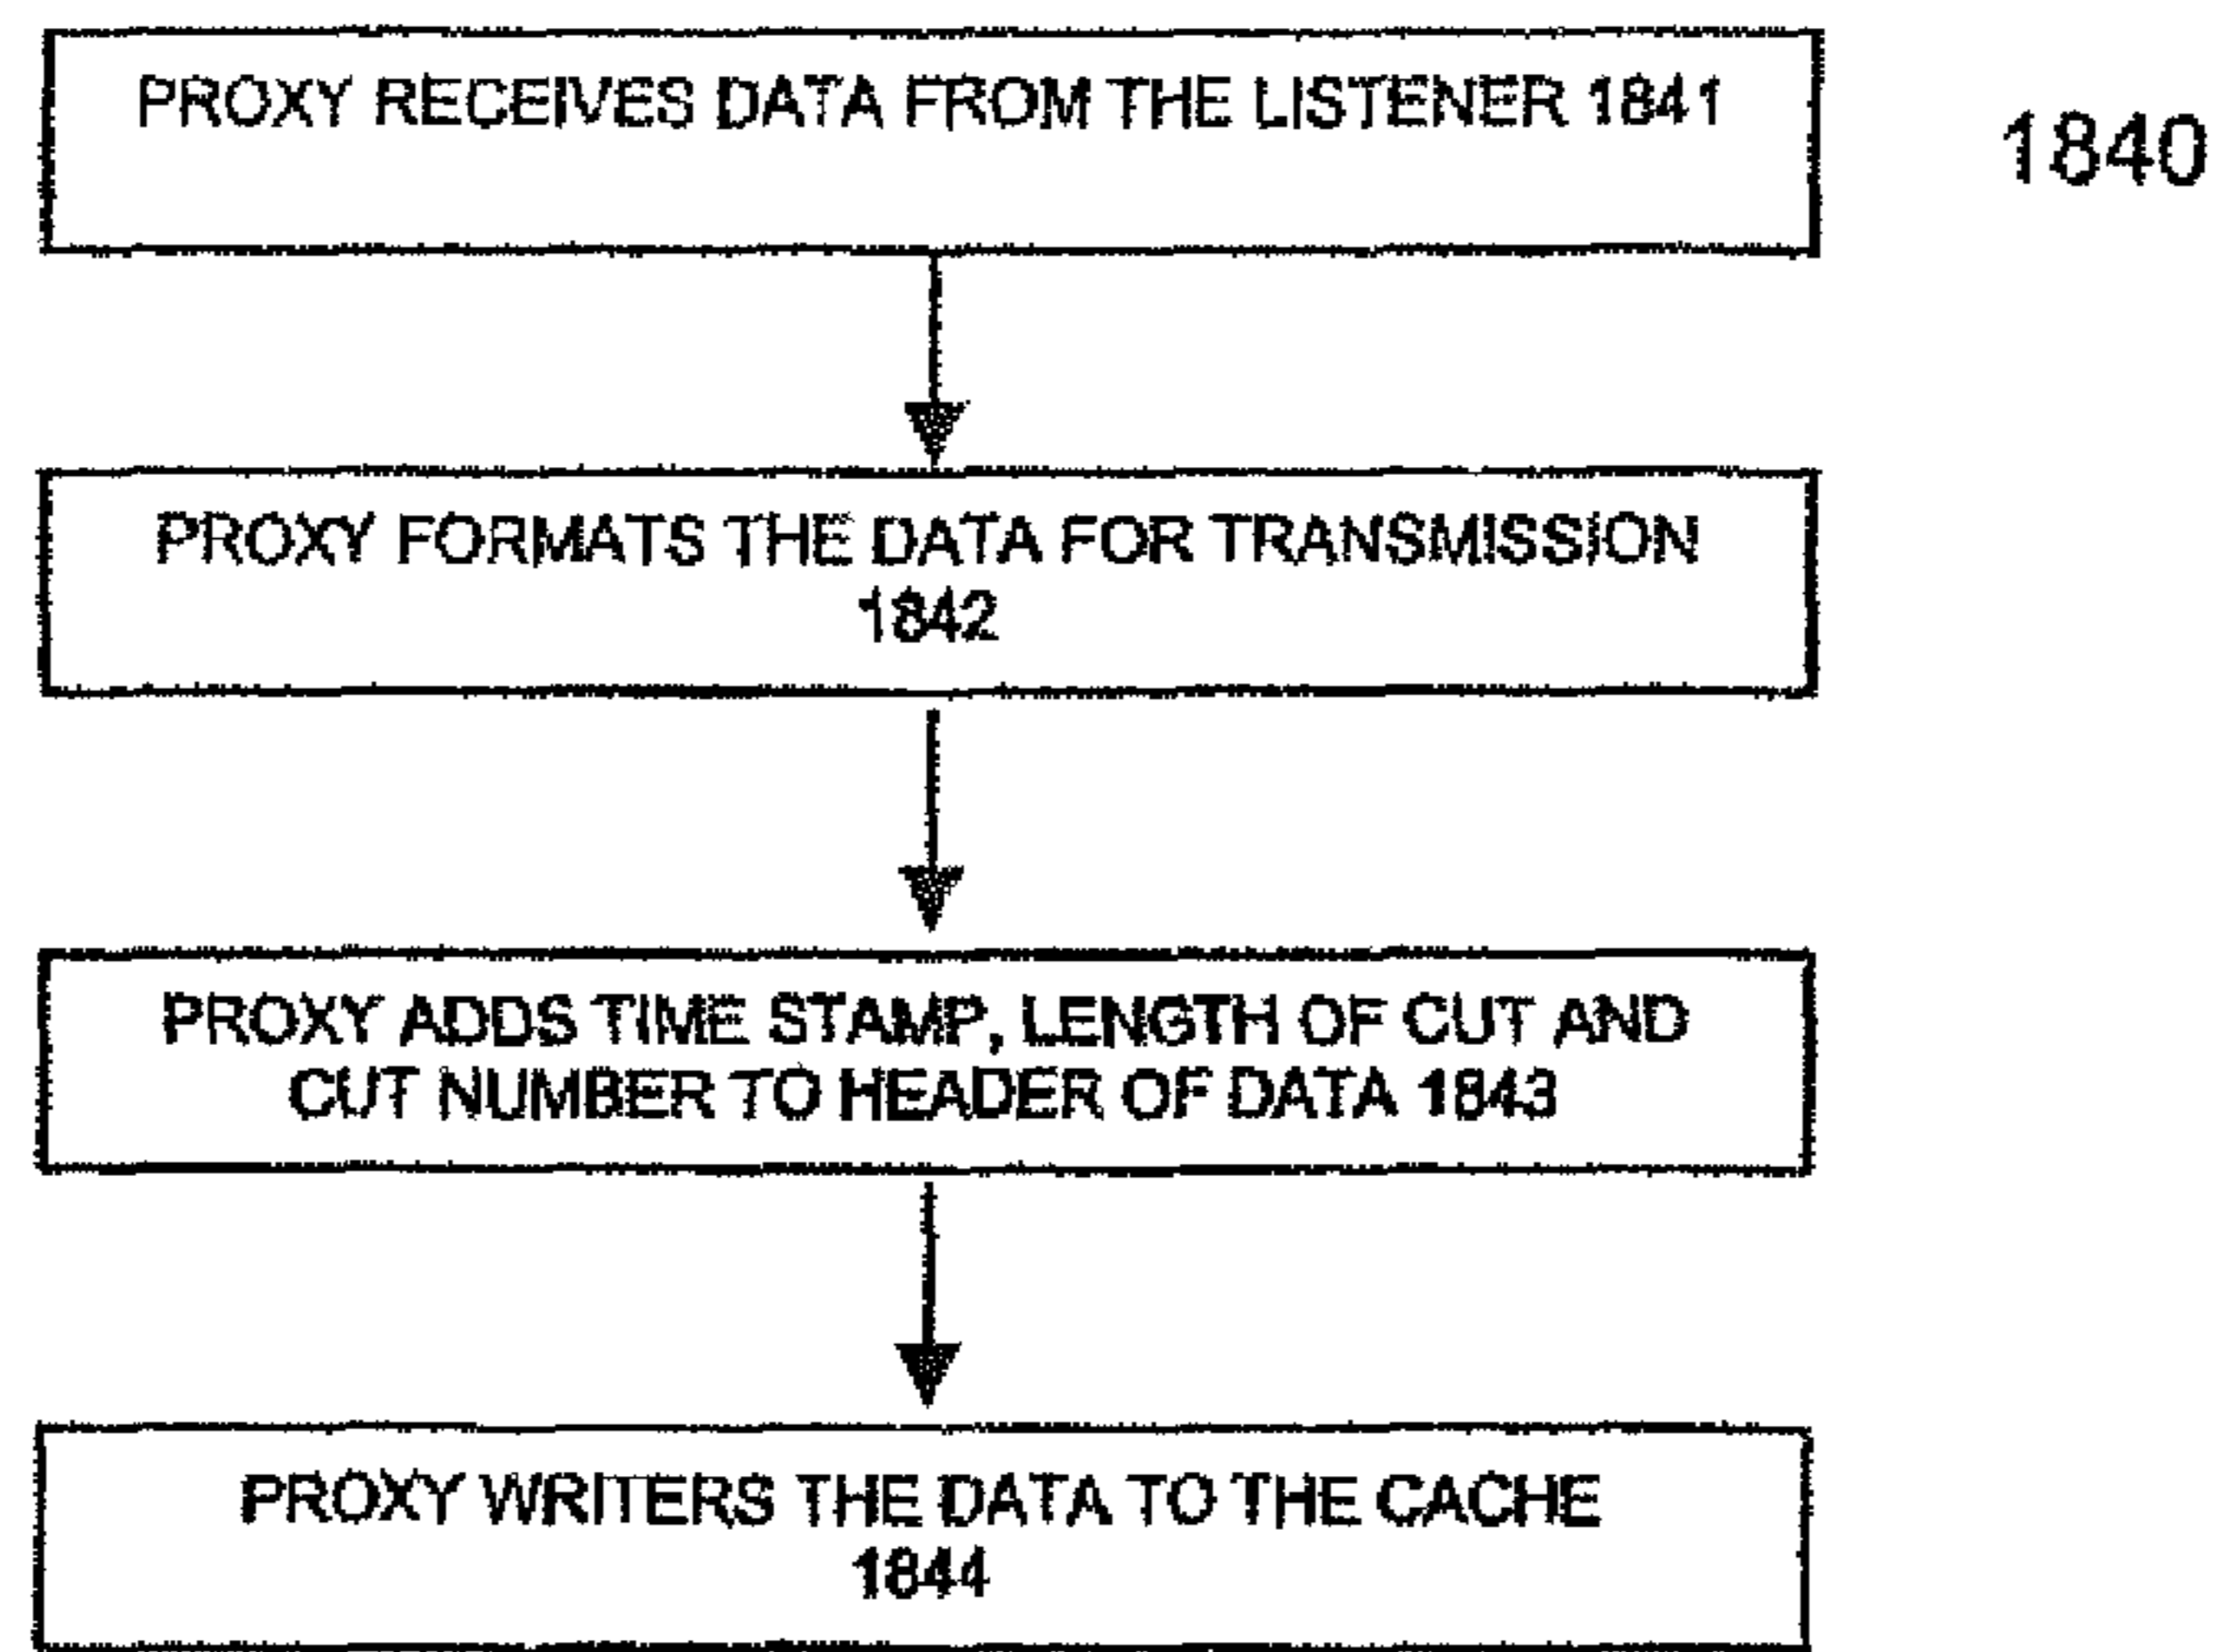 PROXY RECEIVES DATA FROM THE LISTENER 1841
1840
PROXY FORMATS THE DATA FOR TRANSMISSION
1842
PROXY ADDS TIME STAMP, LENGTH OF CUT AND
CUT NUMBER TO HEADER OF DATA 1843
PROXY WRITERS THE DATA TO THE CACHE
1844